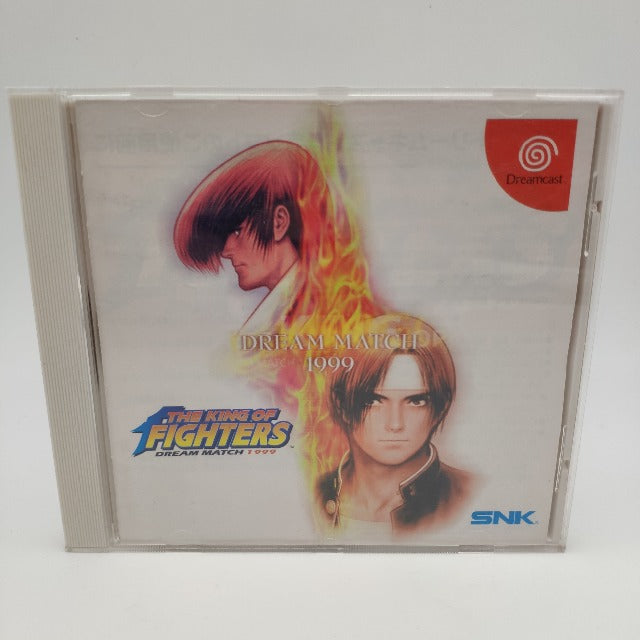 Dreamcast
DREAM MATCH
1999
THE KING OF
FIGHTERS
DREAM MATCH 1999
SNK